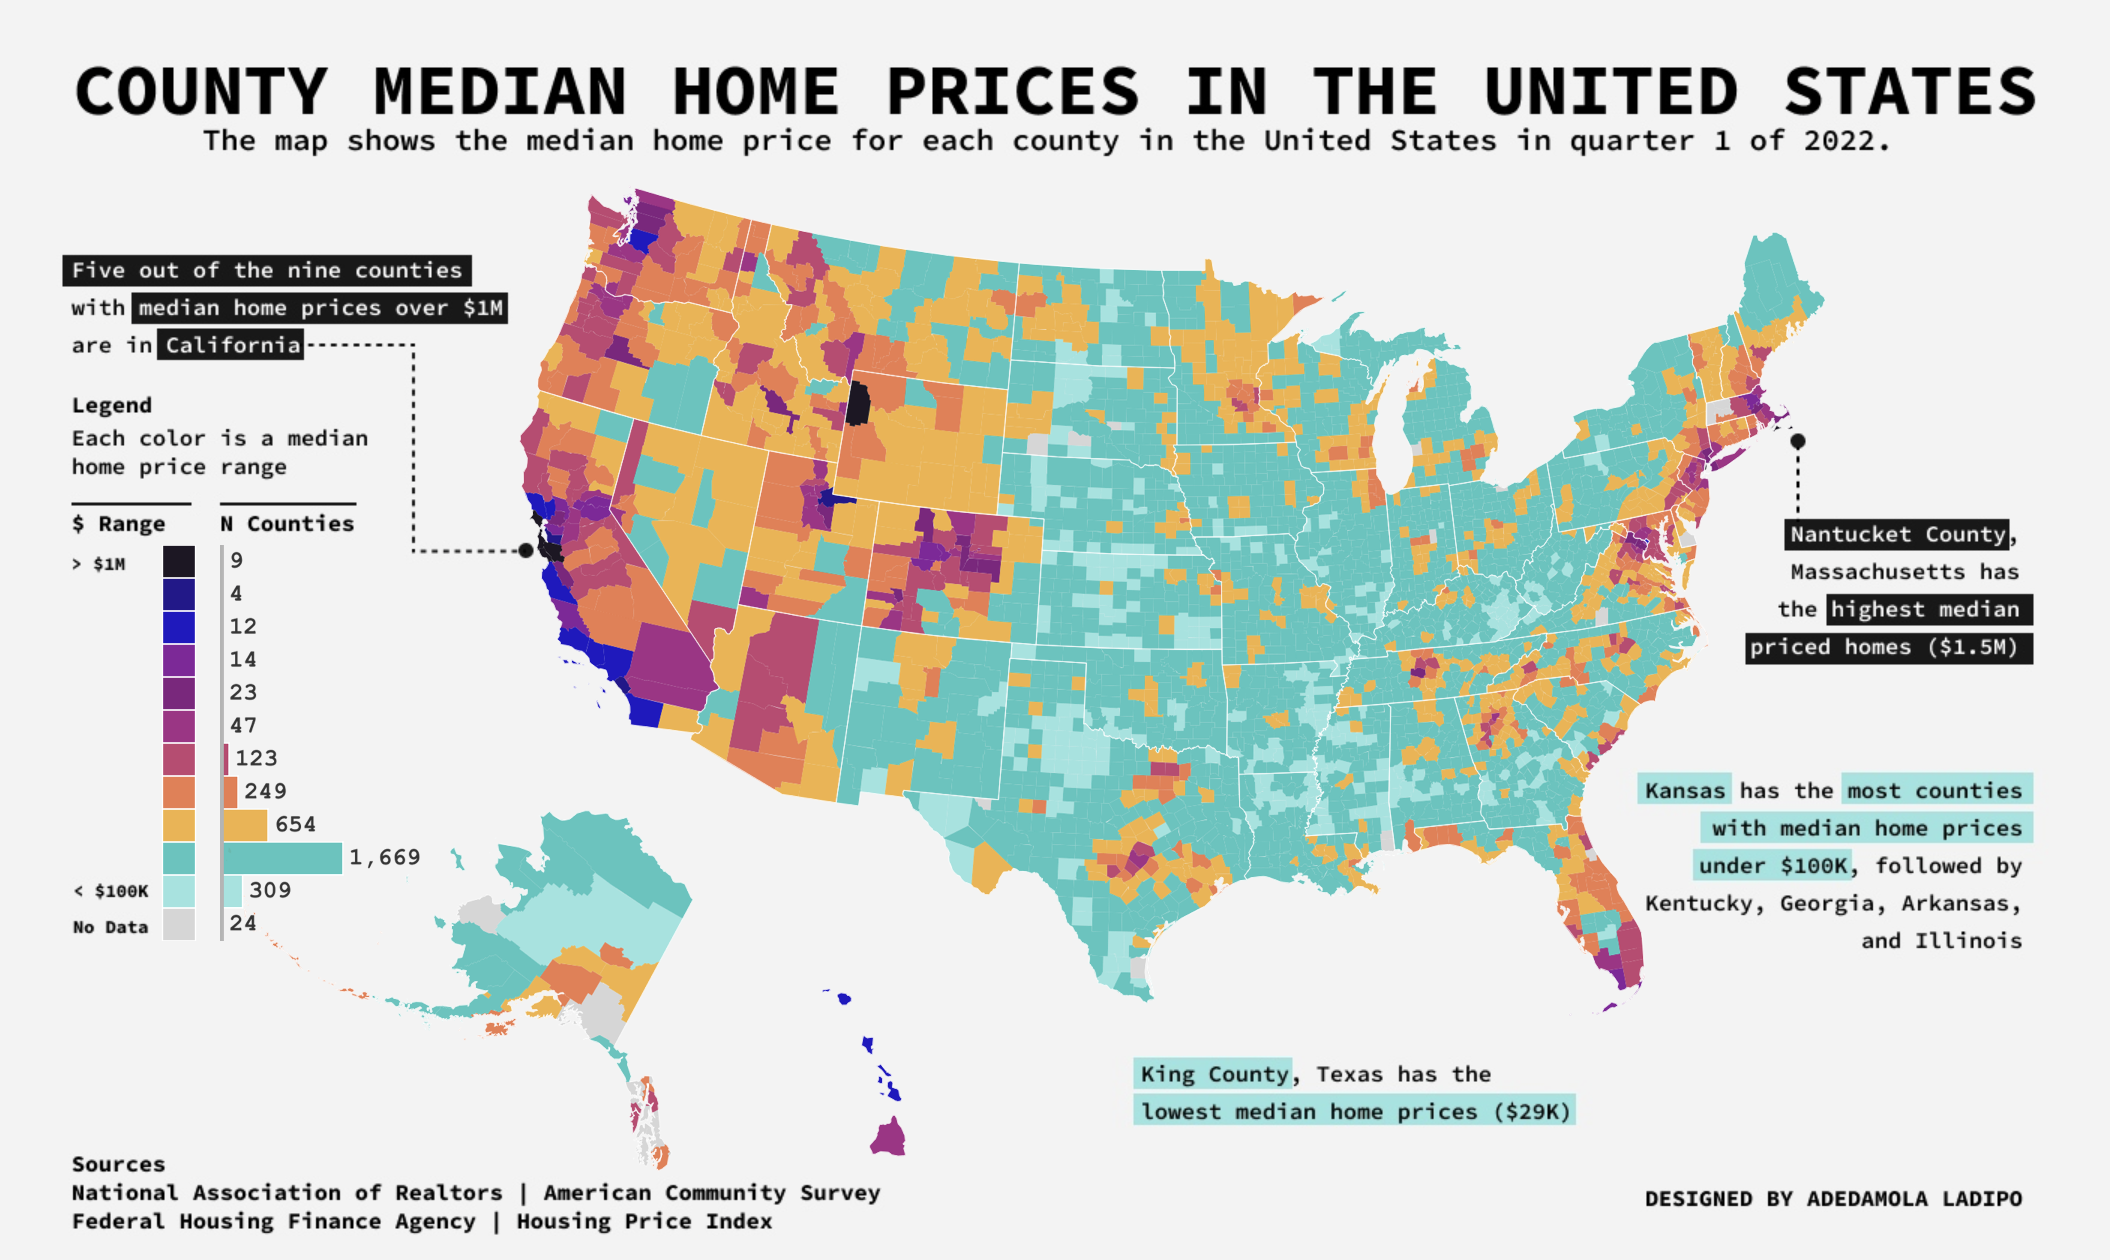 COUNTY MEDIAN HOME PRICES IN THE UNITED STATES
The map shows the median home price for each county in the United States in quarter 1 of 2022.
Five out of the nine counties
with median home prices over $1M
are in California
Legend
Each color is a median
home price range
$ Range N Counties
> $1M 9
4
12
14
23
47
123
249
654
1,669
< $100K 309
No Data 24
Nantucket County,
Massachusetts has
the highest median
priced homes ($1.5M)
Kansas has the most counties
with median home prices
under $100K, followed by
Kentucky, Georgia, Arkansas,
and Illinois
King County, Texas has the
lowest median home prices ($29K)
Sources
National Association of Realtors | American Community Survey
Federal Housing Finance Agency | Housing Price Index
DESIGNED BY ADEDAMOLA LADIPO